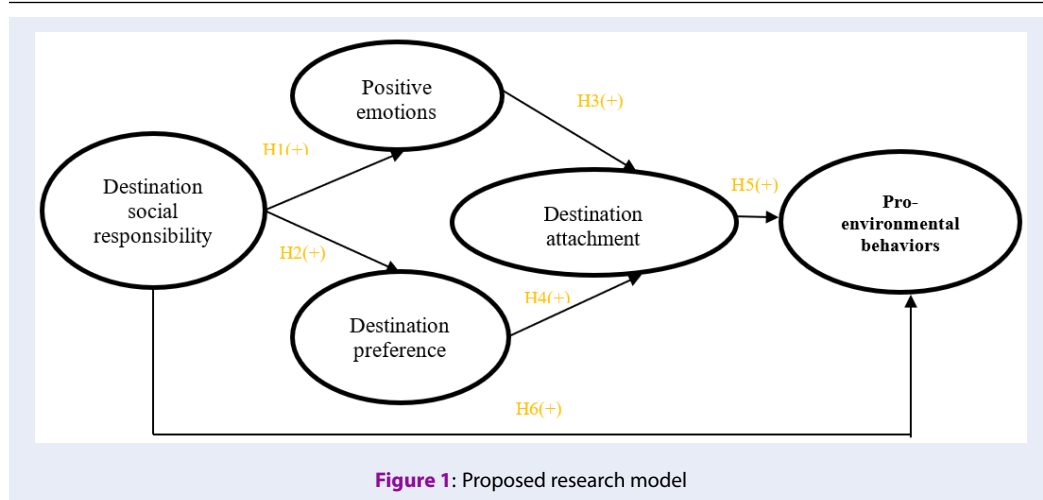 Positive
emotions
H3(+)
H1(+)
Destination
social
responsibility
H5(+)
Pro-
environmental
behaviors
Destination
attachment
H2(+)
H4(+)
Destination
preference
H6(+)
Figure 1: Proposed research model